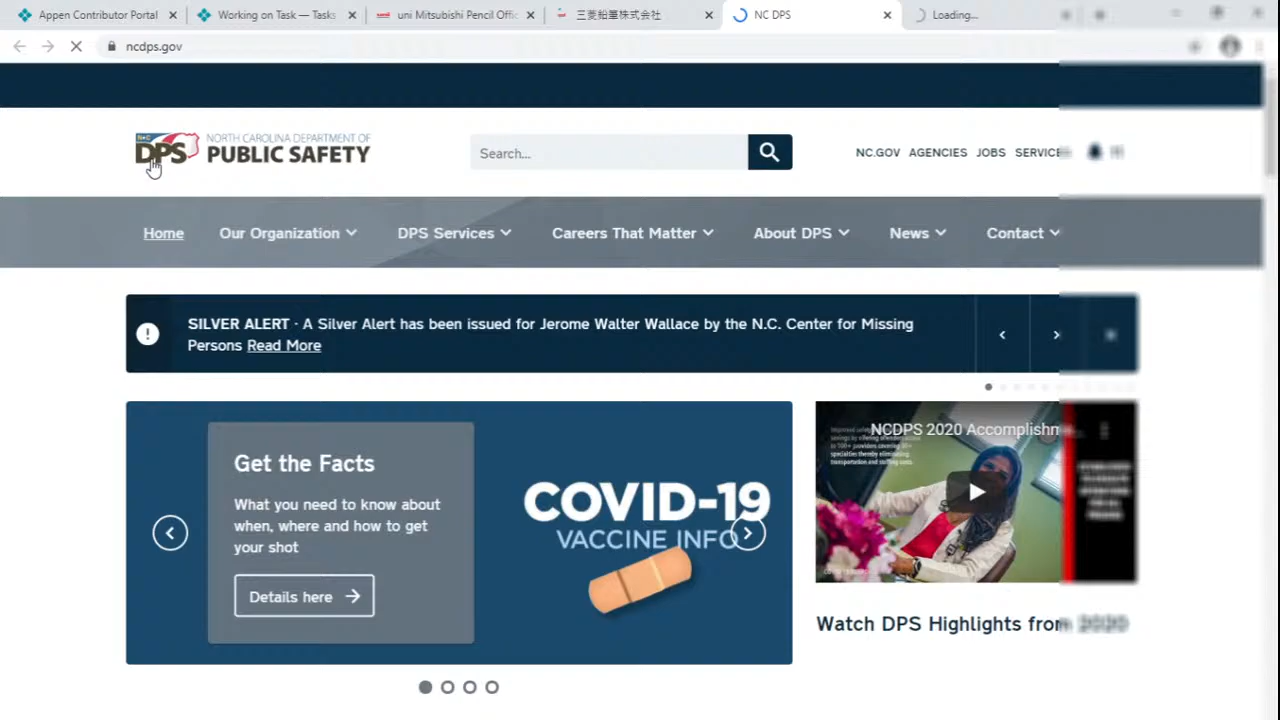 Appen Contributor Portal
Working on Task — Tasks
uni Mitsubishi Pencil Offic
三菱鉛筆株式会社
NC DPS
Loading...
ncdps.gov
N C
DPS
NORTH CAROLINA DEPARTMENT OF
PUBLIC SAFETY
Search...
NC.GOV AGENCIES JOBS SERVICE
Home Our Organization DPS Services Careers That Matter About DPS News Contact
SILVER ALERT · A Silver Alert has been issued for Jerome Walter Wallace by the N.C. Center for Missing
Persons Read More
Get the Facts
What you need to know about
when, where and how to get
your shot
Details here
COVID-19
VACCINE INFO
NCDPS 2020 Accomplishm
Watch DPS Highlights from 2020